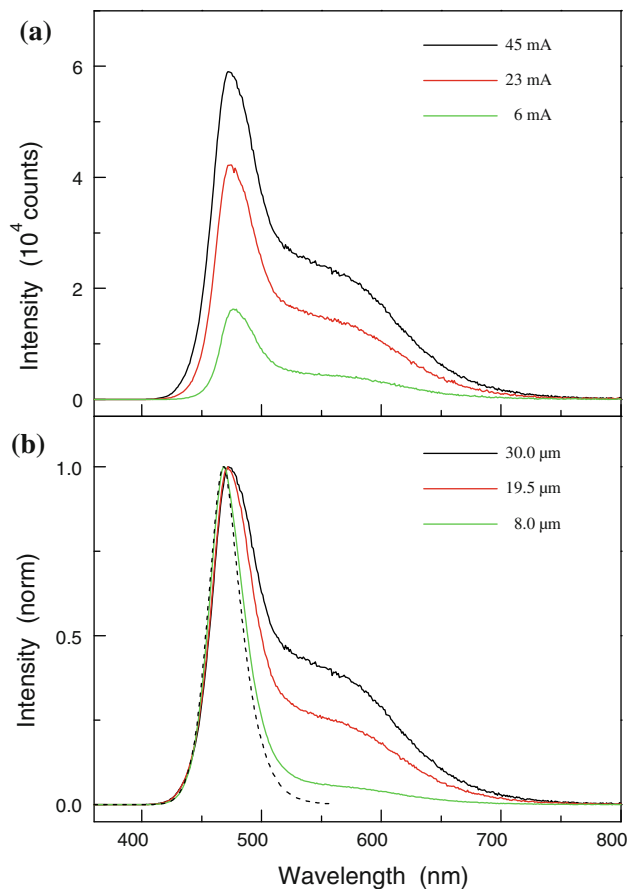 (a)
45 mA
23 mA
6 mA
6
4
2
0
Intensity (10⁴ counts)
(b)
30.0 µm
19.5 µm
8.0 µm
1.0
0.5
0.0
Intensity (norm)
400 500 600 700 800
Wavelength (nm)